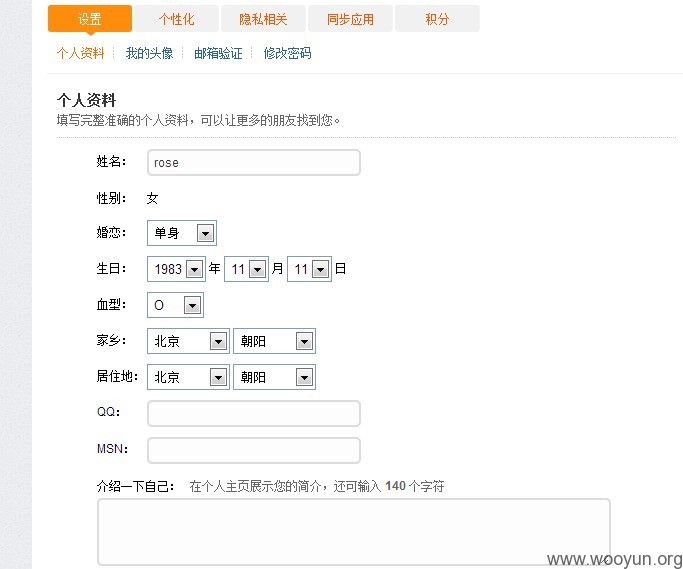 设置 个性化 隐私相关 同步应用 积分
个人资料 我的头像 邮箱验证 修改密码
个人资料
填写完整准确的个人资料，可以让更多的朋友找到您。
姓名： rose
性别： 女
婚恋： 单身
生日： 1983 年 11 月 11 日
血型： O
家乡： 北京 朝阳
居住地： 北京 朝阳
QQ：
MSN：
介绍一下自己： 在个人主页展示您的简介，还可输入 140 个字符
www.wooyun.org